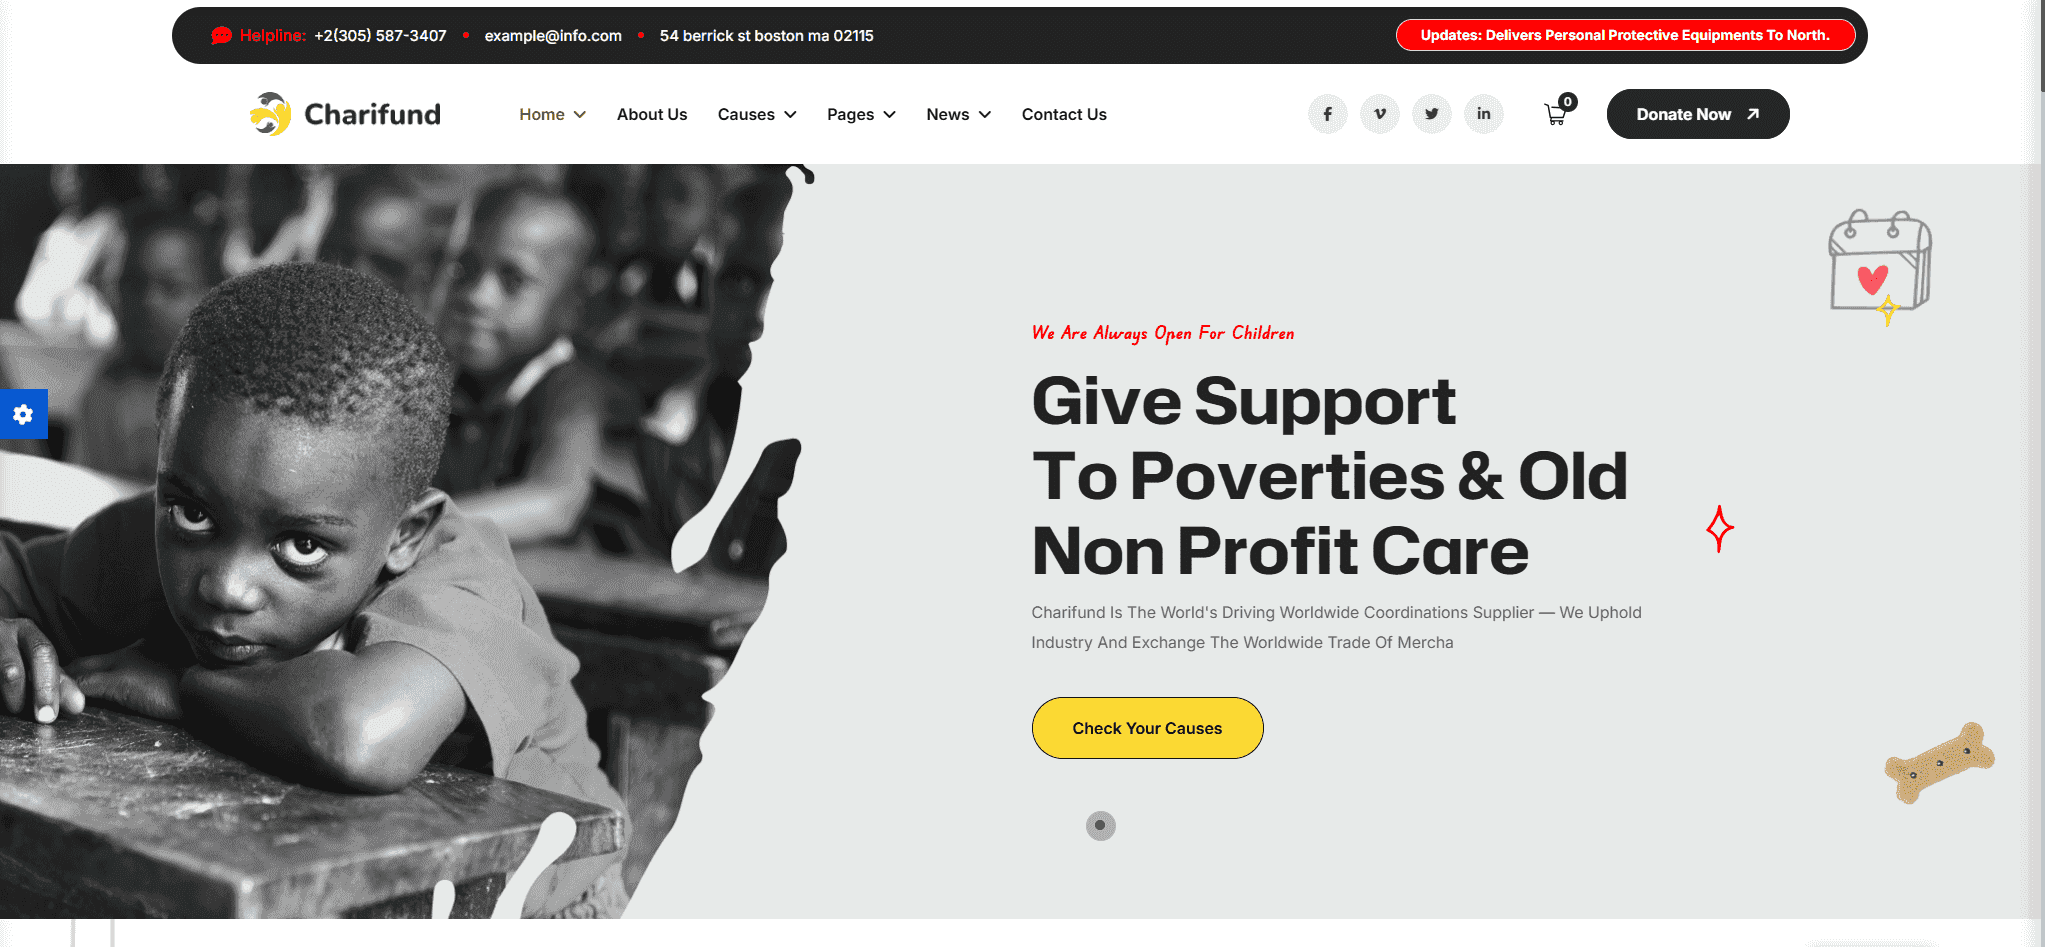 Helpline: +2(305) 587-3407 example@info.com 54 berrick st boston ma 02115 Updates: Delivers Personal Protective Equipments To North.
Charifund Home About Us Causes Pages News Contact Us 0 Donate Now
We Are Always Open For Children
Give Support
To Poverties & Old
Non Profit Care
Charifund Is The World's Driving Worldwide Coordinations Supplier — We Uphold
Industry And Exchange The Worldwide Trade Of Mercha
Check Your Causes